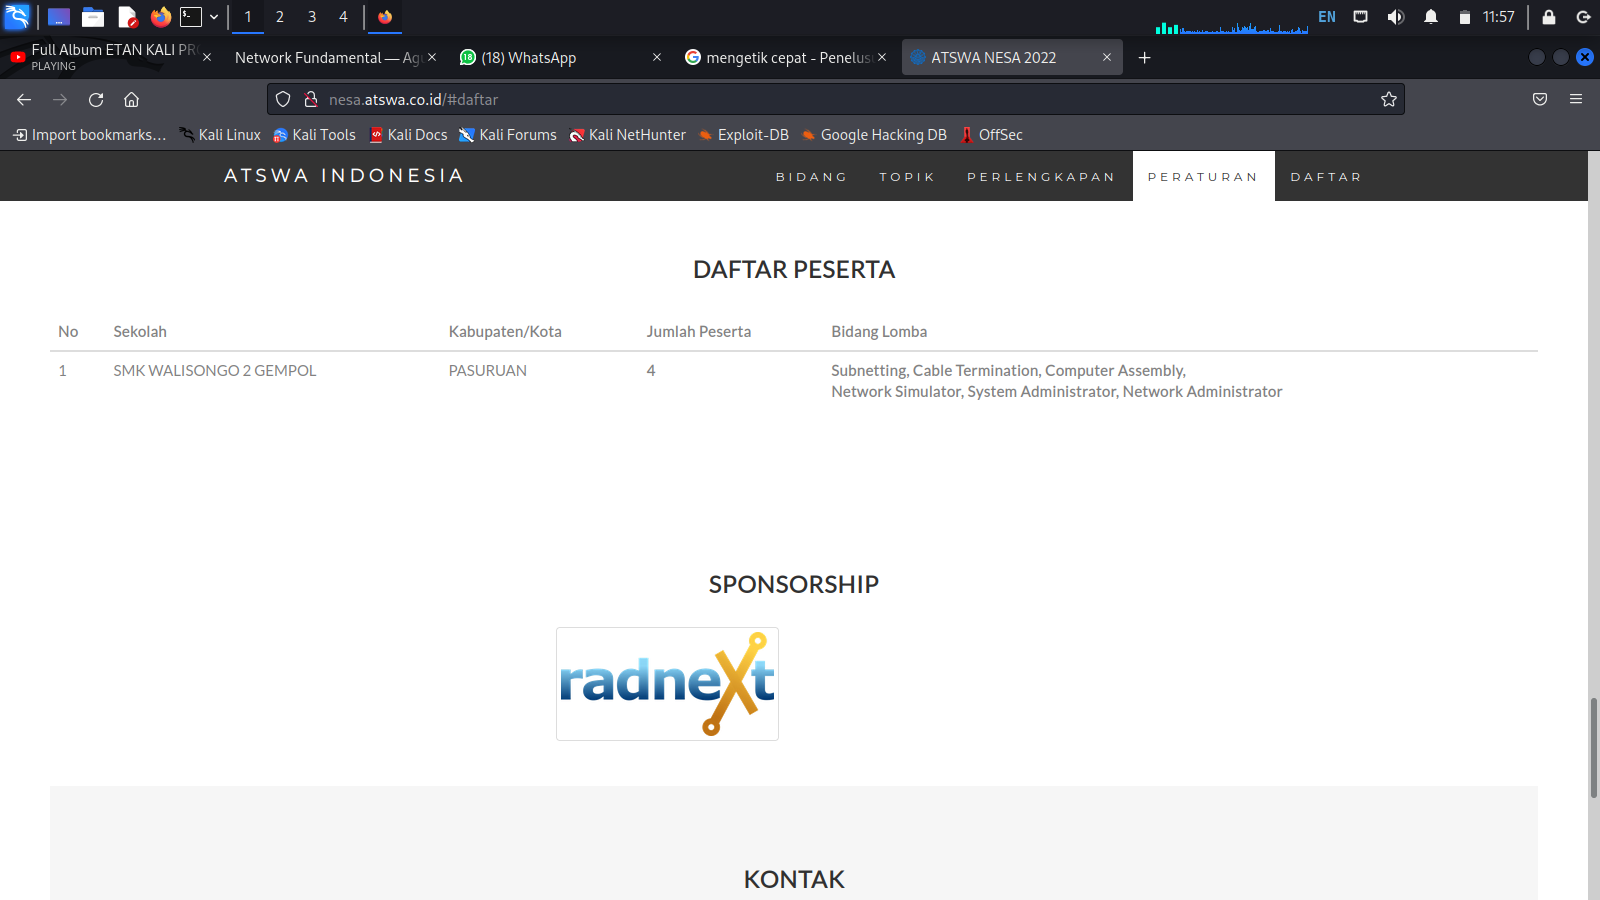 1 2 3 4 EN 11:57
Full Album ETAN KALI PR
PLAYING
Network Fundamental — Agu
(18) WhatsApp
mengetik cepat - Penelusu
ATSWA NESA 2022
nesa.atswa.co.id/#daftar
Import bookmarks… Kali Linux Kali Tools Kali Docs Kali Forums Kali NetHunter Exploit-DB Google Hacking DB OffSec
ATSWA INDONESIA BIDANG TOPIK PERLENGKAPAN PERATURAN DAFTAR
DAFTAR PESERTA
No Sekolah Kabupaten/Kota Jumlah Peserta Bidang Lomba
1 SMK WALISONGO 2 GEMPOL PASURUAN 4 Subnetting, Cable Termination, Computer Assembly,
Network Simulator, System Administrator, Network Administrator
SPONSORSHIP
radnext
KONTAK